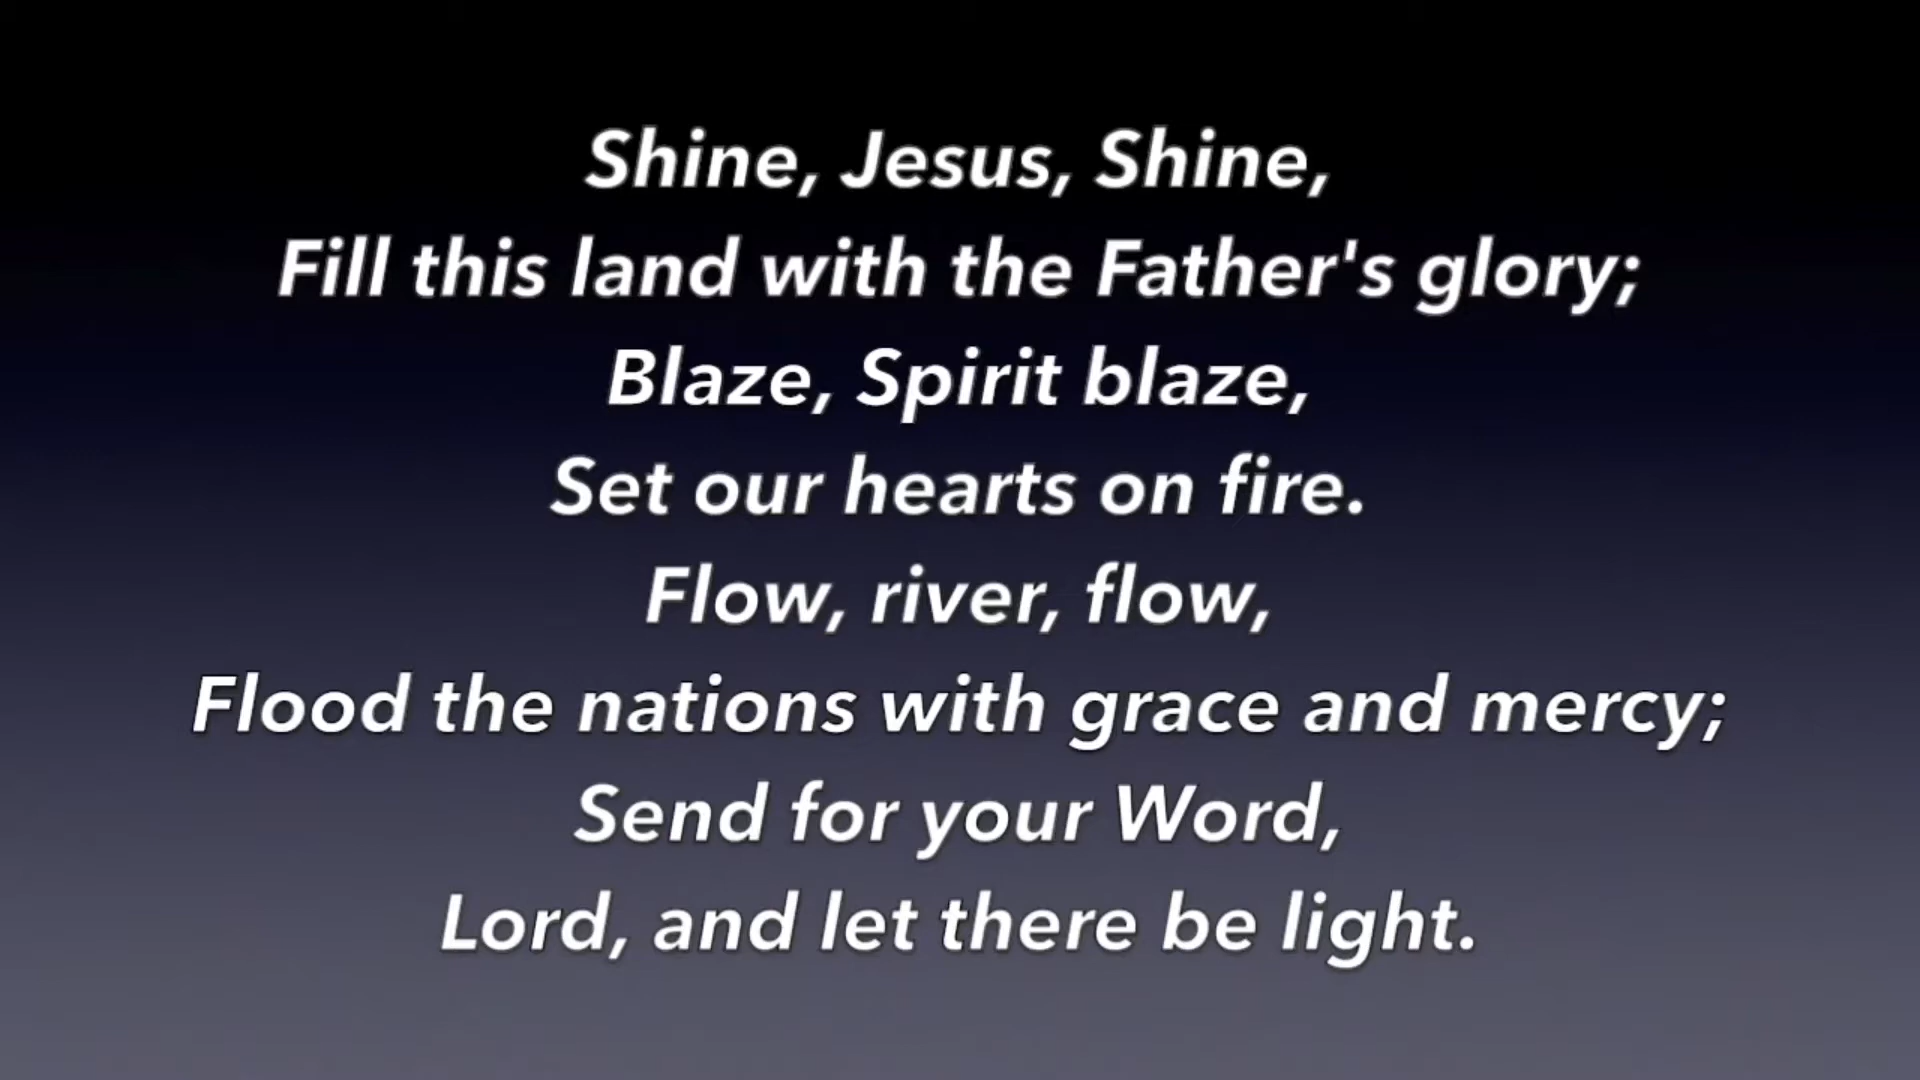 Shine, Jesus, Shine,
Fill this land with the Father's glory;
Blaze, Spirit blaze,
Set our hearts on fire.
Flow, river, flow,
Flood the nations with grace and mercy;
Send for your Word,
Lord, and let there be light.